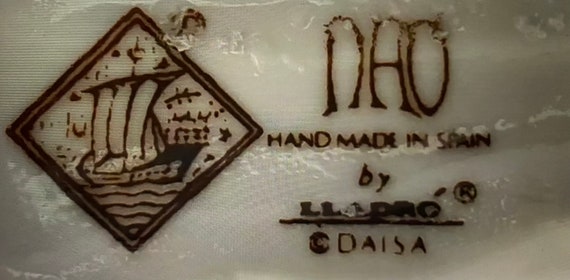 NAO
HAND MADE IN SPAIN
by
LLADRÓ ®
© DAISA